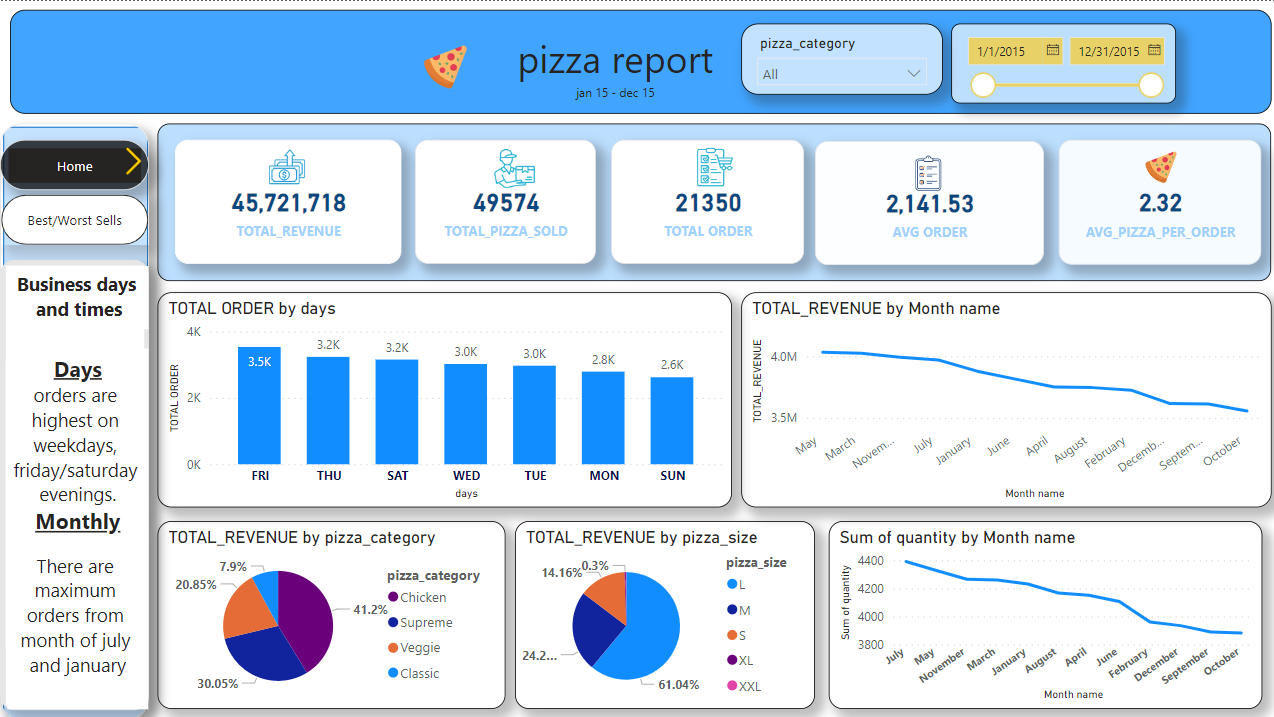 pizza report
jan 15 - dec 15
pizza_category
All
1/1/2015
12/31/2015
Home
Best/Worst Sells
45,721,718
TOTAL_REVENUE
49574
TOTAL_PIZZA_SOLD
21350
TOTAL ORDER
2,141.53
AVG ORDER
2.32
AVG_PIZZA_PER_ORDER
Business days
and times
Days
orders are
highest on
weekdays,
friday/saturday
evenings.
Monthly
There are
maximum
orders from
month of july
and january
TOTAL ORDER by days
TOTAL ORDER
4K
2K
0K
3.5K
3.2K
3.2K
3.0K
3.0K
2.8K
2.6K
FRI
THU
SAT
WED
TUE
MON
SUN
days
TOTAL_REVENUE by Month name
TOTAL_REVENUE
4.0M
3.5M
May
March
Novem...
July
January
June
April
August
February
Decemb...
Septem...
October
Month name
TOTAL_REVENUE by pizza_category
7.9%
20.85%
41.2%
30.05%
pizza_category
Chicken
Supreme
Veggie
Classic
TOTAL_REVENUE by pizza_size
0.3%
14.16%
24.2...
61.04%
pizza_size
L
M
S
XL
XXL
Sum of quantity by Month name
Sum of quantity
4400
4200
4000
3800
July
May
November
March
January
August
April
June
February
December
September
October
Month name